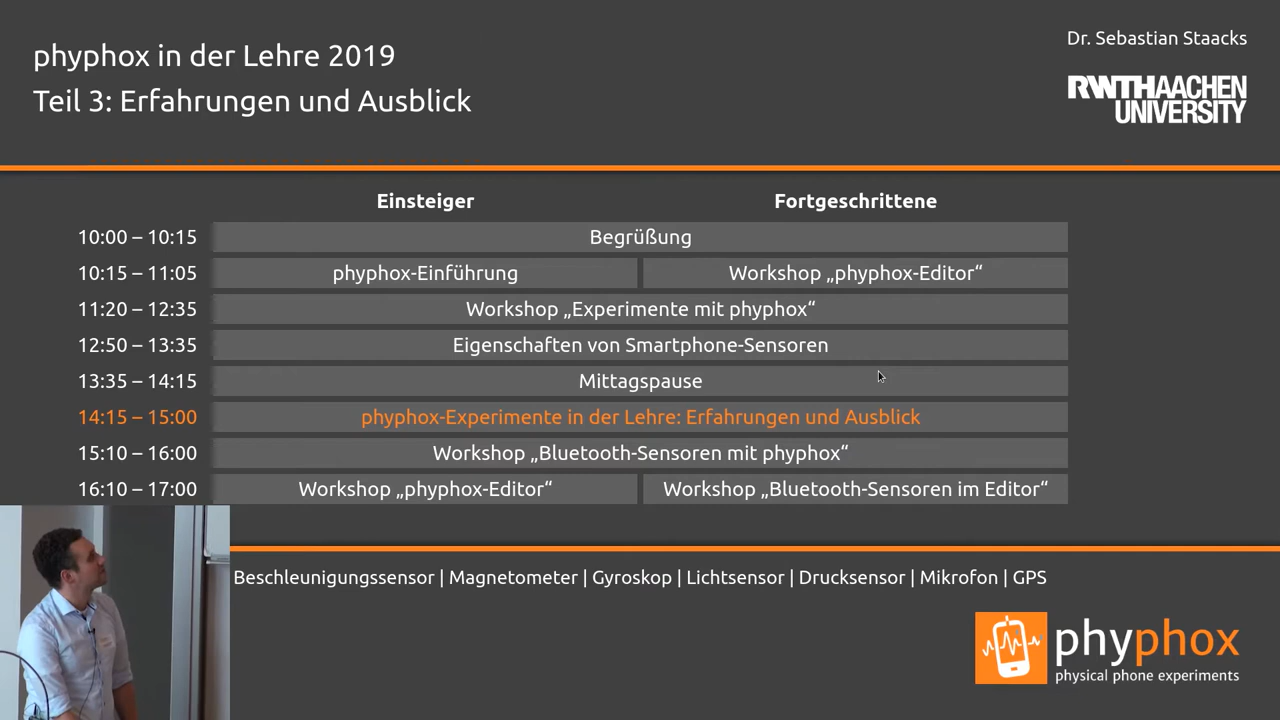 phyphox in der Lehre 2019
Teil 3: Erfahrungen und Ausblick
Dr. Sebastian Staacks
RWTHAACHEN
UNIVERSITY
Einsteiger Fortgeschrittene
10:00 – 10:15 Begrüßung
10:15 – 11:05 phyphox-Einführung Workshop „phyphox-Editor“
11:20 – 12:35 Workshop „Experimente mit phyphox“
12:50 – 13:35 Eigenschaften von Smartphone-Sensoren
13:35 – 14:15 Mittagspause
14:15 – 15:00 phyphox-Experimente in der Lehre: Erfahrungen und Ausblick
15:10 – 16:00 Workshop „Bluetooth-Sensoren mit phyphox“
16:10 – 17:00 Workshop „phyphox-Editor“ Workshop „Bluetooth-Sensoren im Editor“
Beschleunigungssensor | Magnetometer | Gyroskop | Lichtsensor | Drucksensor | Mikrofon | GPS
phyphox
physical phone experiments